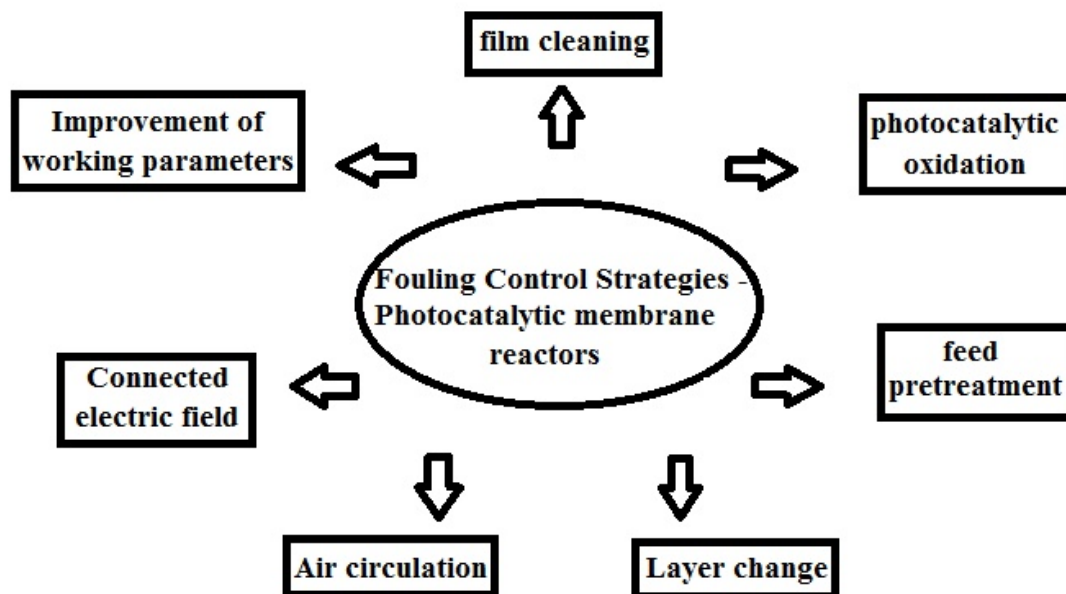 film cleaning
Improvement of
working parameters
photocatalytic
oxidation
Fouling Control Strategies -
Photocatalytic membrane
reactors
Connected
electric field
feed
pretreatment
Air circulation
Layer change